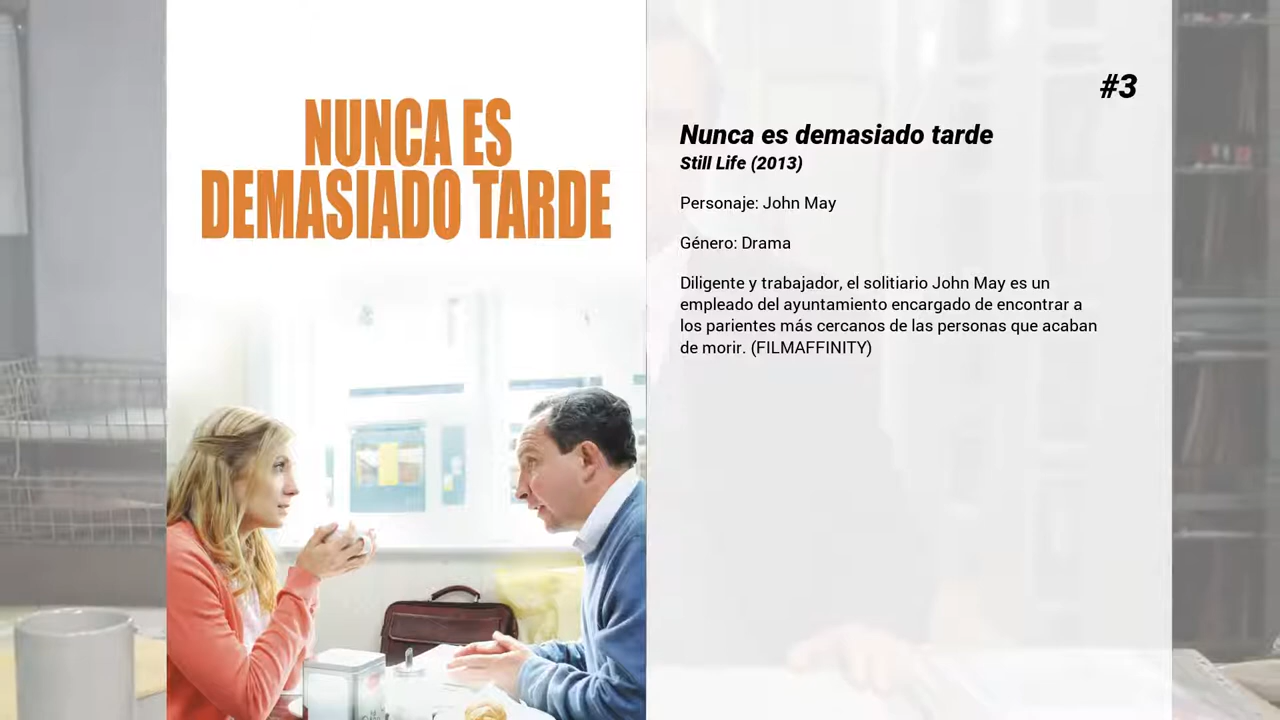 NUNCA ES
DEMASIADO TARDE
#3
Nunca es demasiado tarde
Still Life (2013)
Personaje: John May
Género: Drama
Diligente y trabajador, el solitiario John May es un
empleado del ayuntamiento encargado de encontrar a
los parientes más cercanos de las personas que acaban
de morir. (FILMAFFINITY)